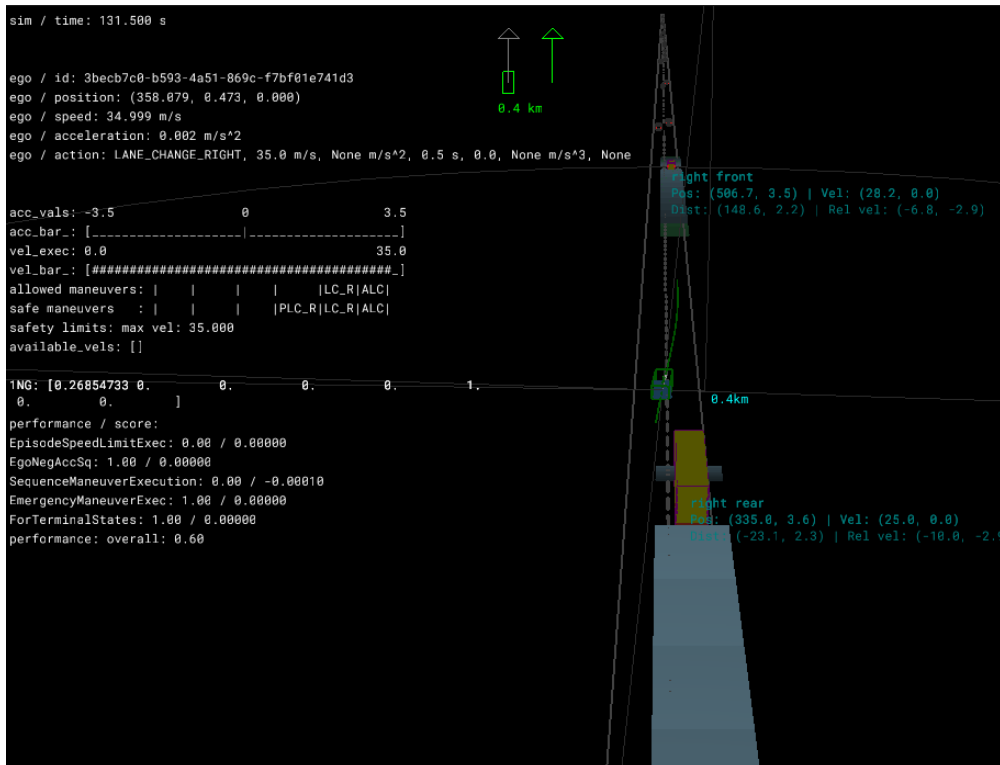 sim / time: 131.500 s
ego / id: 3becb7c0-b593-4a51-869c-f7bf01e741d3
0.4 km
ego / position: (358.079, 0.473, 0.000)
ego / speed: 34.999 m/s
ego / acceleration: 0.002 m/s^2
ego / action: LANE_CHANGE_RIGHT, 35.0 m/s, None m/s^2, 0.5 s, 0.0, None m/s^3, None
right front
Pos: (506.7, 3.5) | Vel: (28.2, 0.0)
Dist: (148.6, 2.2) | Rel vel: (-6.8, -2.9)
acc_vals: -3.5 0 3.5
acc_bar_: [____________________|____________________]
vel_exec: 0.0 35.0
vel_bar_: [########################################_]
allowed maneuvers: | | | | |LC_R|ALC|
safe maneuvers : | | | |PLC_R|LC_R|ALC|
safety limits: max vel: 35.000
available_vels: []
1NG: [0.26854733 0. 0. 0. 0. 1.
0. 0. ]
0.4km
performance / score:
EpisodeSpeedLimitExec: 0.00 / 0.00000
EgoNegAccSq: 1.00 / 0.00000
SequenceManeuverExecution: 0.00 / -0.00010
EmergencyManeuverExec: 1.00 / 0.00000
ForTerminalStates: 1.00 / 0.00000
performance: overall: 0.60
right rear
Pos: (335.0, 3.6) | Vel: (25.0, 0.0)
Dist: (-23.1, 2.3) | Rel vel: (-10.0, -2.9